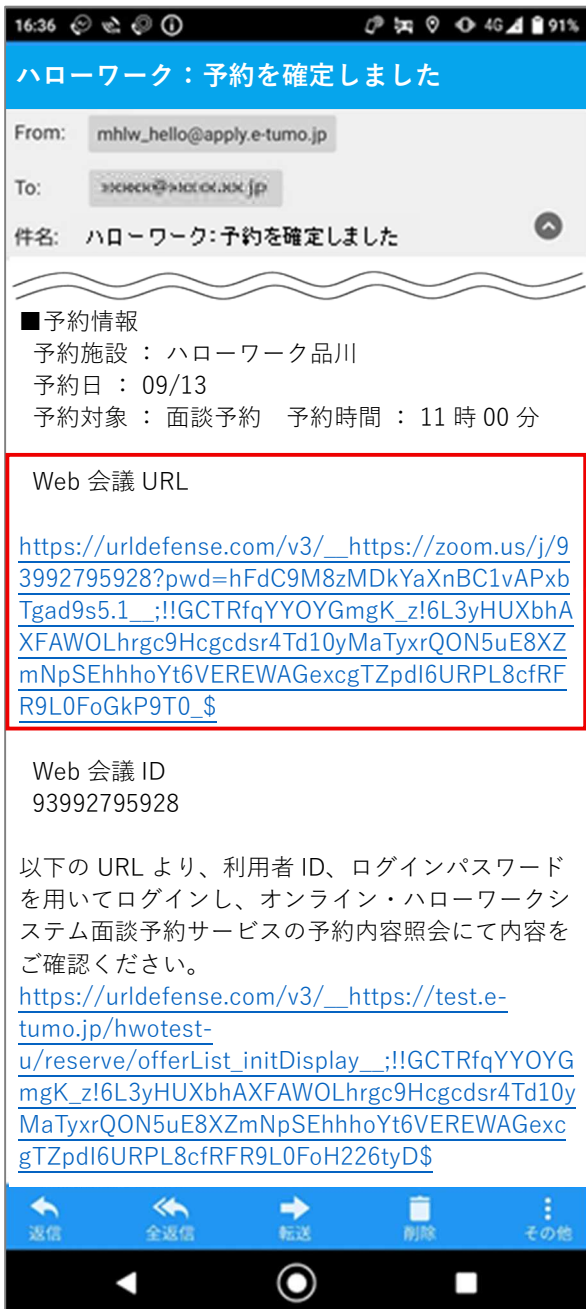 16:36 4G 91%
ハローワーク：予約を確定しました
From: mhlw_hello@apply.e-tumo.jp
To: .jp
件名: ハローワーク:予約を確定しました
■予約情報
予約施設 ： ハローワーク品川
予約日 ： 09/13
予約対象 ： 面談予約　予約時間 ： 11 時 00 分
Web 会議 URL
https://urldefense.com/v3/__https://zoom.us/j/9
3992795928?pwd=hFdC9M8zMDkYaXnBC1vAPxb
Tgad9s5.1__;!!GCTRfqYYOYGmgK_z!6L3yHUXbhA
XFAWOLhrgc9Hcgcdsr4Td10yMaTyxrQON5uE8XZ
mNpSEhhhoYt6VEREWAGexcgTZpdI6URPL8cfRF
R9L0FoGkP9T0_$
Web 会議 ID
93992795928
以下の URL より、利用者 ID、ログインパスワード
を用いてログインし、オンライン・ハローワークシ
ステム面談予約サービスの予約内容照会にて内容を
ご確認ください。
https://urldefense.com/v3/__https://test.e-
tumo.jp/hwotest-
u/reserve/offerList_initDisplay__;!!GCTRfqYYOYG
mgK_z!6L3yHUXbhAXFAWOLhrgc9Hcgcdsr4Td10y
MaTyxrQON5uE8XZmNpSEhhhoYt6VEREWAGexc
gTZpdI6URPL8cfRFR9L0FoH226tyD$
返信 全返信 転送 削除 その他